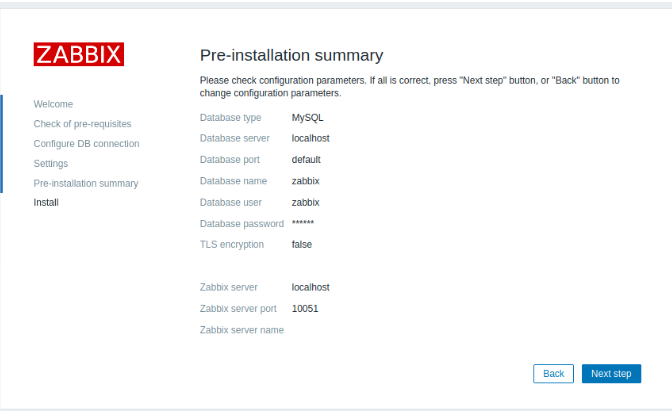 ZABBIX
Welcome
Check of pre-requisites
Configure DB connection
Settings
Pre-installation summary
Install
Pre-installation summary
Please check configuration parameters. If all is correct, press "Next step" button, or "Back" button to
change configuration parameters.
Database type MySQL
Database server localhost
Database port default
Database name zabbix
Database user zabbix
Database password ******
TLS encryption false
Zabbix server localhost
Zabbix server port 10051
Zabbix server name
Back Next step